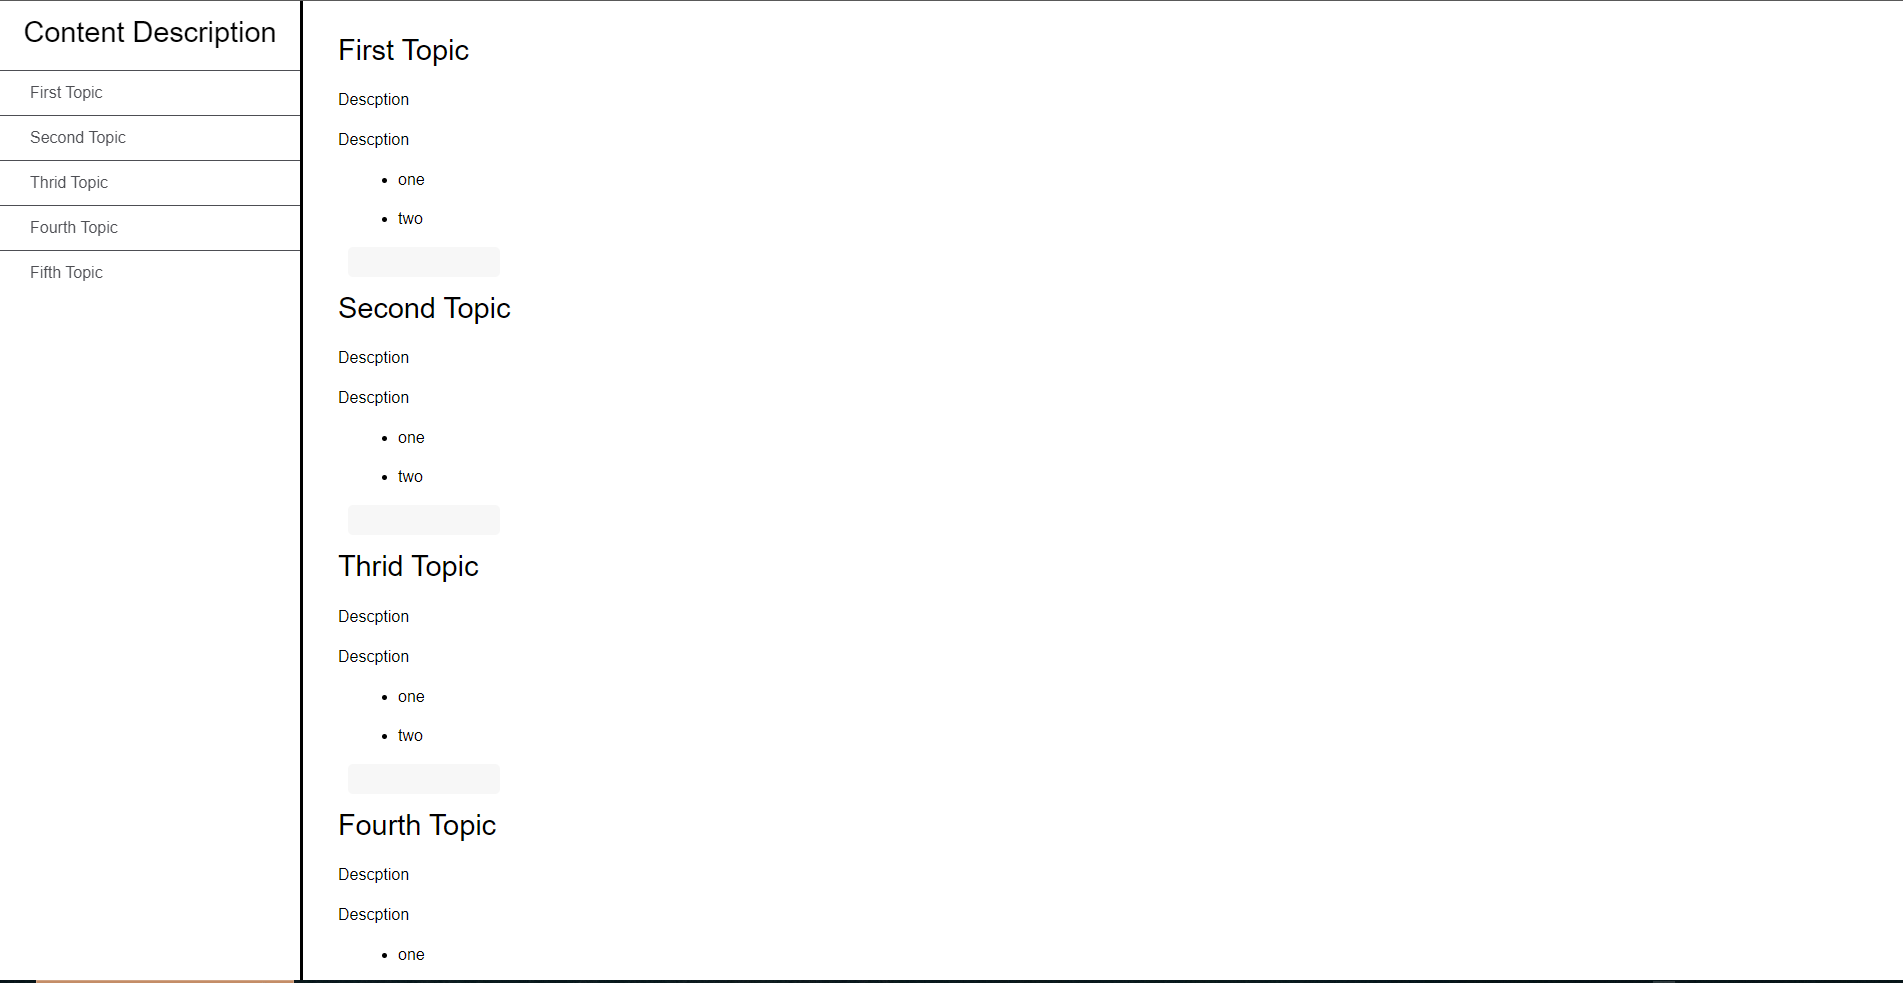 Content Description
First Topic
Second Topic
Thrid Topic
Fourth Topic
Fifth Topic
First Topic
Descption
Descption
one
two
Second Topic
Descption
Descption
one
two
Thrid Topic
Descption
Descption
one
two
Fourth Topic
Descption
Descption
one